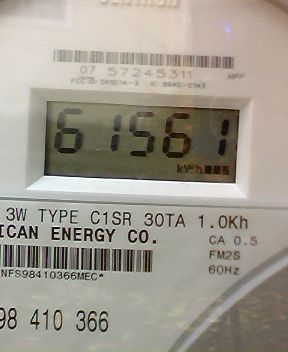 07 57245311 MPP
61561
kWh
3W TYPE C1SR 30TA 1.0Kh
ICAN ENERGY CO.
CA 0.5
FM2S
60Hz
NFS98410366MEC*
98 410 366